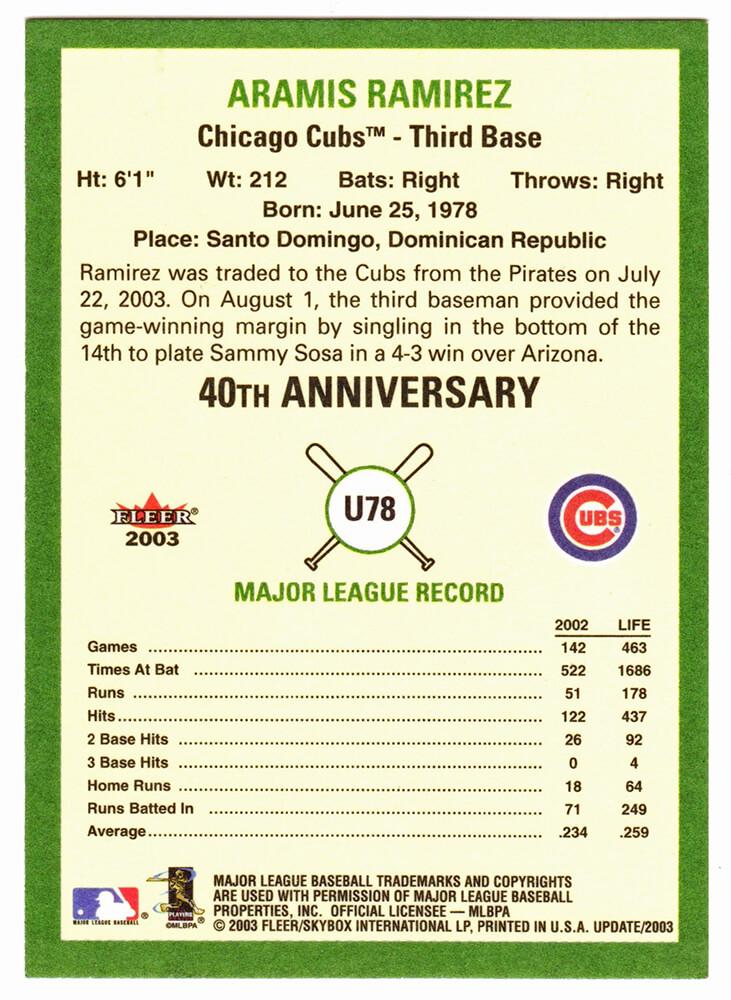 ARAMIS RAMIREZ
Chicago Cubs™ - Third Base
Ht: 6'1" Wt: 212 Bats: Right Throws: Right
Born: June 25, 1978
Place: Santo Domingo, Dominican Republic
Ramirez was traded to the Cubs from the Pirates on July
22, 2003. On August 1, the third baseman provided the
game-winning margin by singling in the bottom of the
14th to plate Sammy Sosa in a 4-3 win over Arizona.
40TH ANNIVERSARY
FLEER®
2003
U78
CUBS®
MAJOR LEAGUE RECORD
2002 LIFE
Games 142 463
Times At Bat 522 1686
Runs 51 178
Hits 122 437
2 Base Hits 26 92
3 Base Hits 0 4
Home Runs 18 64
Runs Batted In 71 249
Average .234 .259
MAJOR LEAGUE BASEBALL®
PLAYERS®
©MLBPA
MAJOR LEAGUE BASEBALL TRADEMARKS AND COPYRIGHTS
ARE USED WITH PERMISSION OF MAJOR LEAGUE BASEBALL
PROPERTIES, INC. OFFICIAL LICENSEE — MLBPA
© 2003 FLEER/SKYBOX INTERNATIONAL LP, PRINTED IN U.S.A. UPDATE/2003